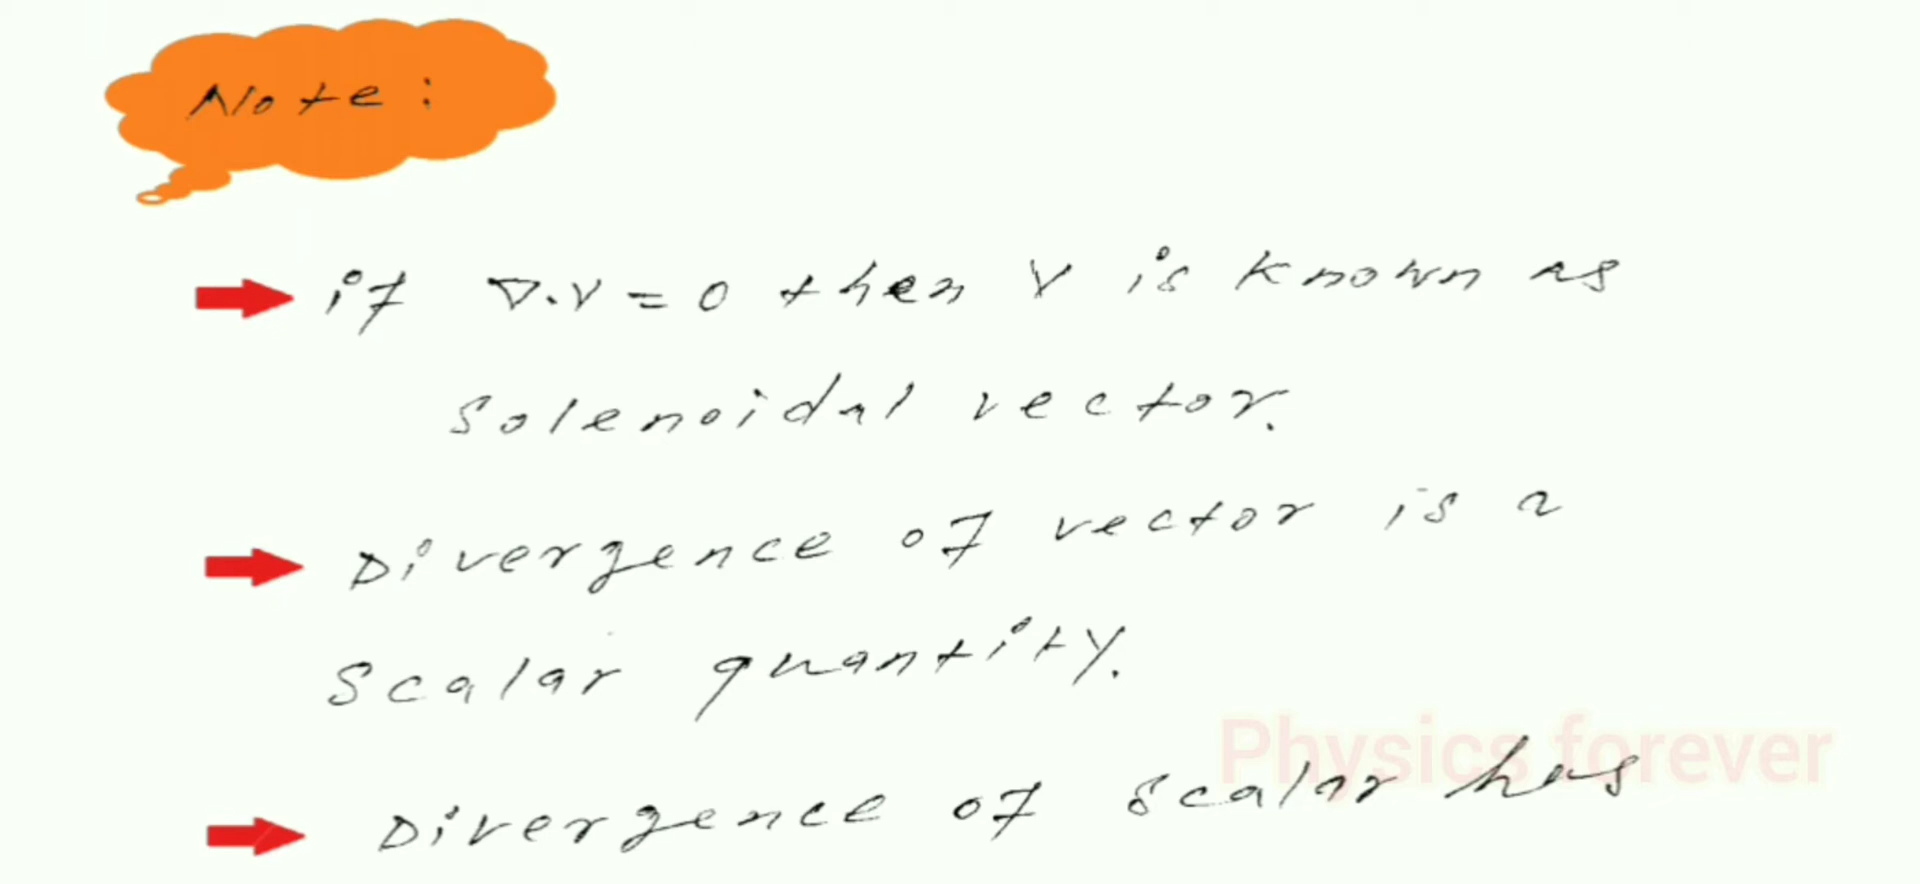 Note :
if ∇.V = 0 then V is known as
Solenoidal vector.
Divergence of vector is a
Scalar quantity.
Physics forever
Divergence of scalar has